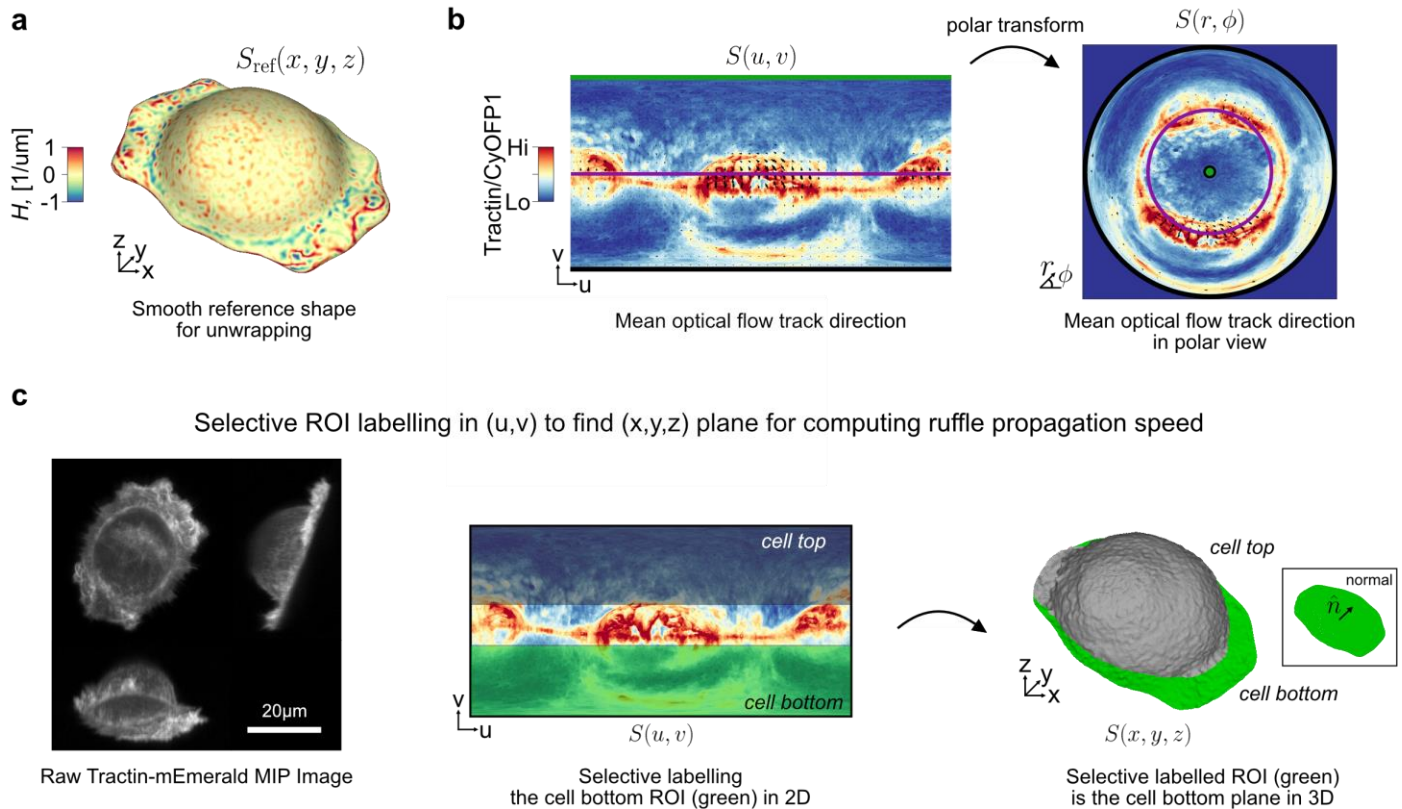 a
S_ref(x, y, z)
H, [1/um]
1
0
-1
z
y
x
Smooth reference shape
for unwrapping
b
S(u, v)
polar transform
S(r, ϕ)
Tractin/CyOFP1
Hi
Lo
v
u
r
ϕ
Mean optical flow track direction
Mean optical flow track direction
in polar view
c
Selective ROI labelling in (u,v) to find (x,y,z) plane for computing ruffle propagation speed
20µm
Raw Tractin-mEmerald MIP Image
cell top
cell bottom
v
u
S(u, v)
Selective labelling
the cell bottom ROI (green) in 2D
cell top
normal
n̂
cell bottom
z
y
x
S(x, y, z)
Selective labelled ROI (green)
is the cell bottom plane in 3D